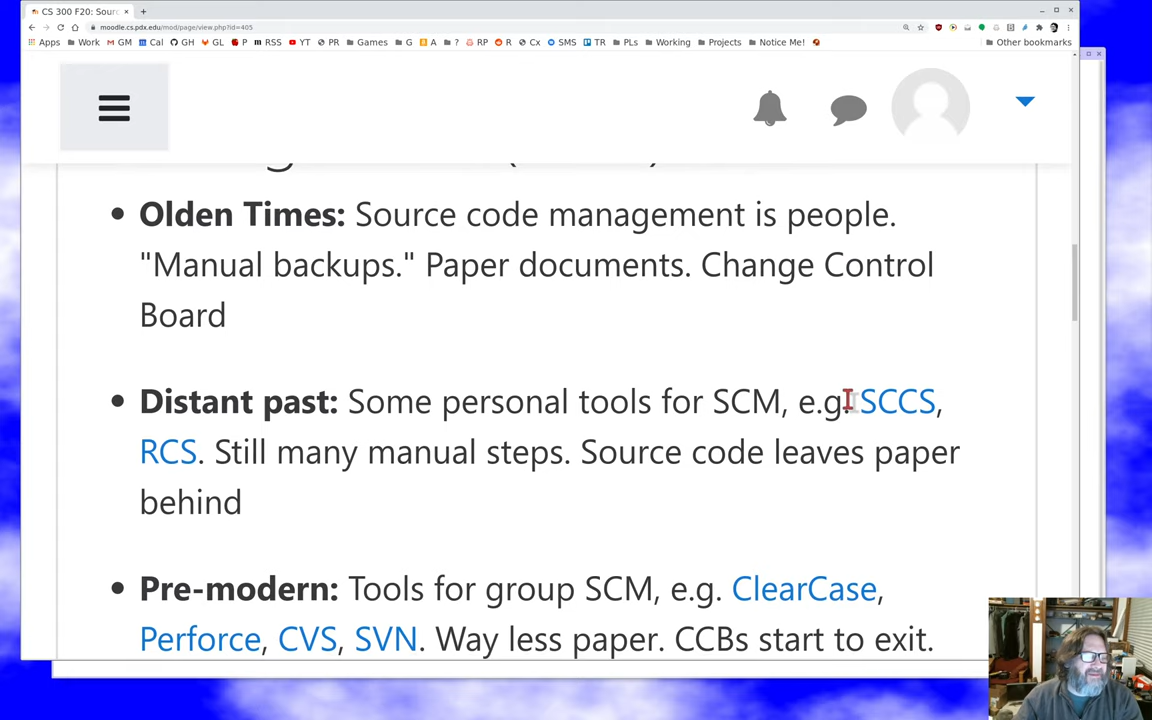 CS 300 F20: Sourc
moodle.cs.pdx.edu/mod/page/view.php?id=405
Apps Work GM Cal GH GL P RSS YT PR Games G A ? RP R Cx SMS TR PLs Working Projects Notice Me! Other bookmarks
• Olden Times: Source code management is people.
"Manual backups." Paper documents. Change Control
Board
• Distant past: Some personal tools for SCM, e.g. SCCS,
RCS. Still many manual steps. Source code leaves paper
behind
• Pre-modern: Tools for group SCM, e.g. ClearCase,
Perforce, CVS, SVN. Way less paper. CCBs start to exit.